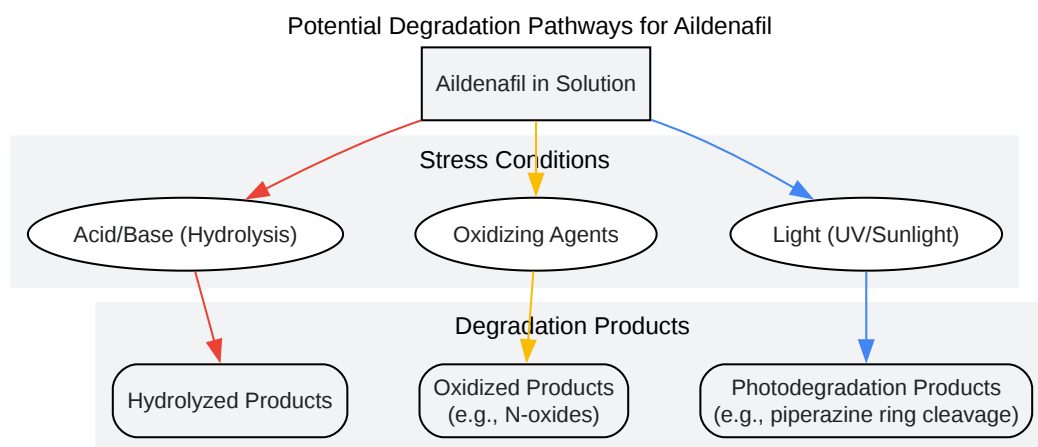 Potential Degradation Pathways for Aildenafil
Aildenafil in Solution
Stress Conditions
Acid/Base (Hydrolysis)
Oxidizing Agents
Light (UV/Sunlight)
Degradation Products
Hydrolyzed Products
Oxidized Products
(e.g., N-oxides)
Photodegradation Products
(e.g., piperazine ring cleavage)